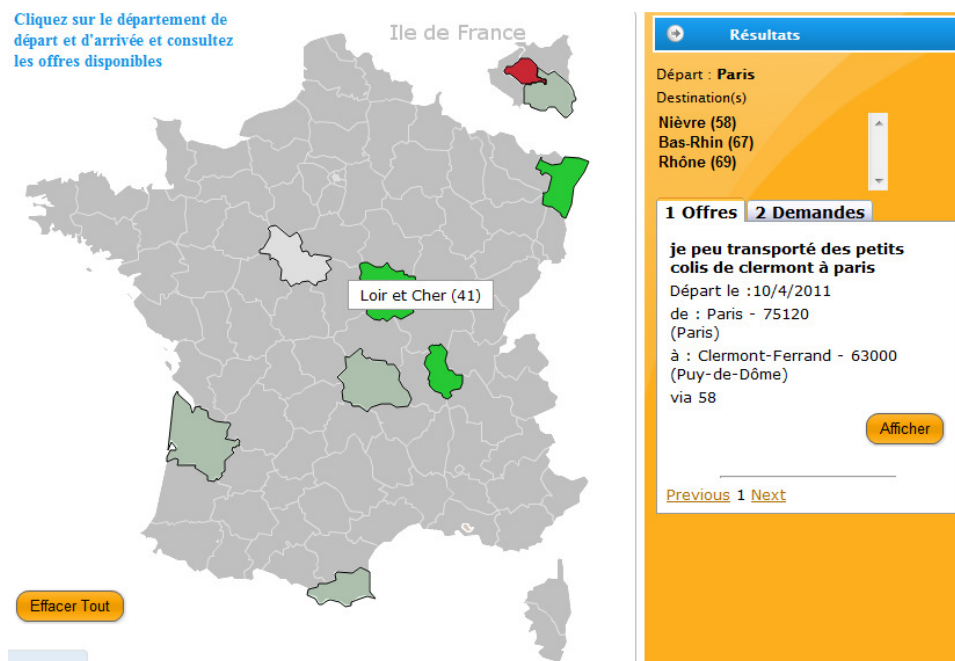 Cliquez sur le département de
départ et d'arrivée et consultez
les offres disponibles
Ile de France
Loir et Cher (41)
Effacer Tout
Résultats
Départ : Paris
Destination(s)
Nièvre (58)
Bas-Rhin (67)
Rhône (69)
1 Offres
2 Demandes
je peu transporté des petits
colis de clermont à paris
Départ le :10/4/2011
de : Paris - 75120
(Paris)
à : Clermont-Ferrand - 63000
(Puy-de-Dôme)
via 58
Afficher
Previous 1 Next